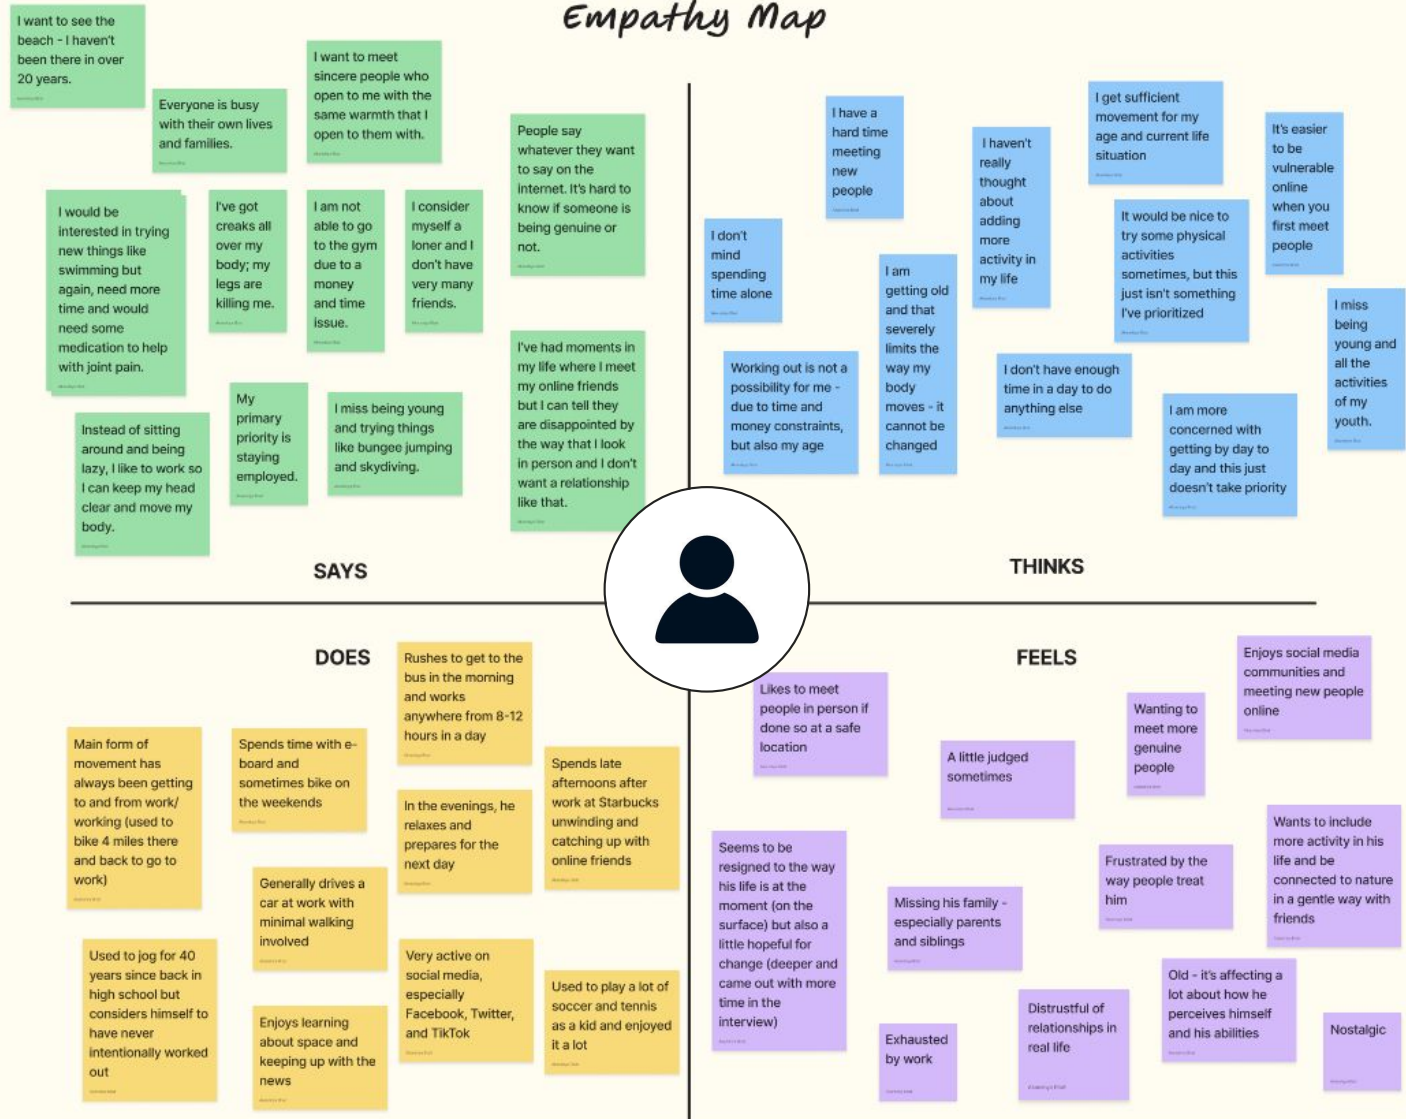 Empathy Map
I want to see the
beach - I haven't
been there in over
20 years.
Everyone is busy
with their own lives
and families.
I want to meet
sincere people who
open to me with the
same warmth that I
open to them with.
People say
whatever they want
to say on the
internet. It's hard to
know if someone is
being genuine or
not.
I would be
interested in trying
new things like
swimming but
again, need more
time and would
need some
medication to help
with joint pain.
I've got
creaks all
over my
body; my
legs are
killing me.
I am not
able to go
to the gym
due to a
money
and time
issue.
I consider
myself a
loner and I
don't have
very many
friends.
I've had moments in
my life where I meet
my online friends
but I can tell they
are disappointed by
the way that I look
in person and I don't
want a relationship
like that.
Instead of sitting
around and being
lazy, I like to work so
I can keep my head
clear and move my
body.
My
primary
priority is
staying
employed.
I miss being young
and trying things
like bungee jumping
and skydiving.
SAYS
I have a
hard time
meeting
new
people
I haven't
really
thought
about
adding
more
activity in
my life
I get sufficient
movement for my
age and current life
situation
It's easier
to be
vulnerable
online
when you
first meet
people
I don't
mind
spending
time alone
I am
getting old
and that
severely
limits the
way my
body
moves - it
cannot be
changed
It would be nice to
try some physical
activities
sometimes, but this
just isn't something
I've prioritized
I miss
being
young and
all the
activities
of my
youth.
Working out is not a
possibility for me -
due to time and
money constraints,
but also my age
I don't have enough
time in a day to do
anything else
I am more
concerned with
getting by day to
day and this just
doesn't take priority
THINKS
DOES
Rushes to get to the
bus in the morning
and works
anywhere from 8-12
hours in a day
Main form of
movement has
always been getting
to and from work/
working (used to
bike 4 miles there
and back to go to
work)
Spends time with e-
board and
sometimes bike on
the weekends
Spends late
afternoons after
work at Starbucks
unwinding and
catching up with
online friends
In the evenings, he
relaxes and
prepares for the
next day
Generally drives a
car at work with
minimal walking
involved
Used to jog for 40
years since back in
high school but
considers himself to
have never
intentionally worked
out
Very active on
social media,
especially
Facebook, Twitter,
and TikTok
Used to play a lot of
soccer and tennis
as a kid and enjoyed
it a lot
Enjoys learning
about space and
keeping up with the
news
FEELS
Likes to meet
people in person if
done so at a safe
location
Enjoys social media
communities and
meeting new people
online
Wanting to
meet more
genuine
people
A little judged
sometimes
Wants to include
more activity in his
life and be
connected to nature
in a gentle way with
friends
Seems to be
resigned to the way
his life is at the
moment (on the
surface) but also a
little hopeful for
change (deeper and
came out with more
time in the
interview)
Frustrated by the
way people treat
him
Missing his family -
especially parents
and siblings
Old - it's affecting a
lot about how he
perceives himself
and his abilities
Distrustful of
relationships in
real life
Exhausted
by work
Nostalgic